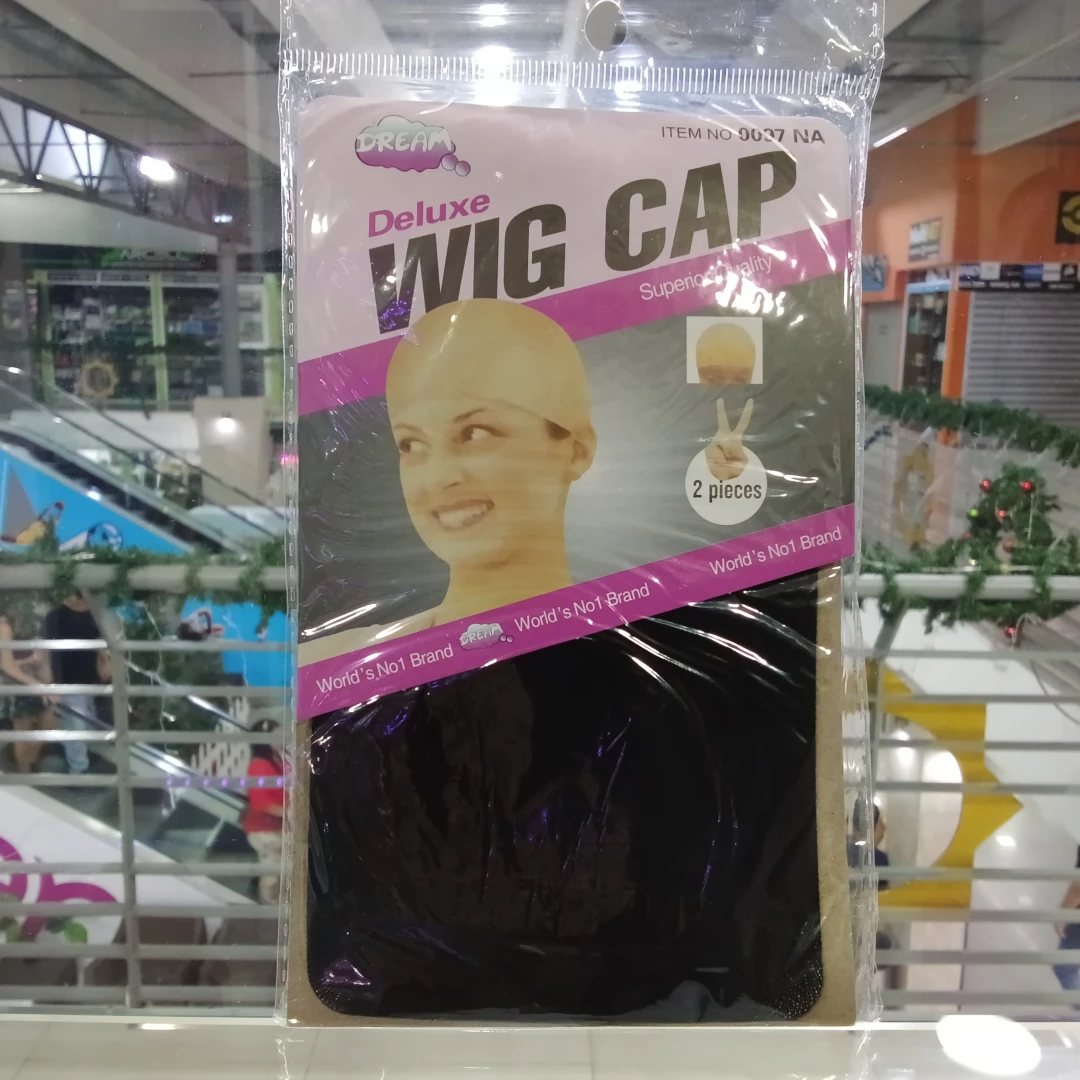 DREAM
ITEM NO 0097 NA
Deluxe
WIG CAP
Superior Quality
2 pieces
World's No1 Brand DREAM World's No1 Brand World's No1 Brand